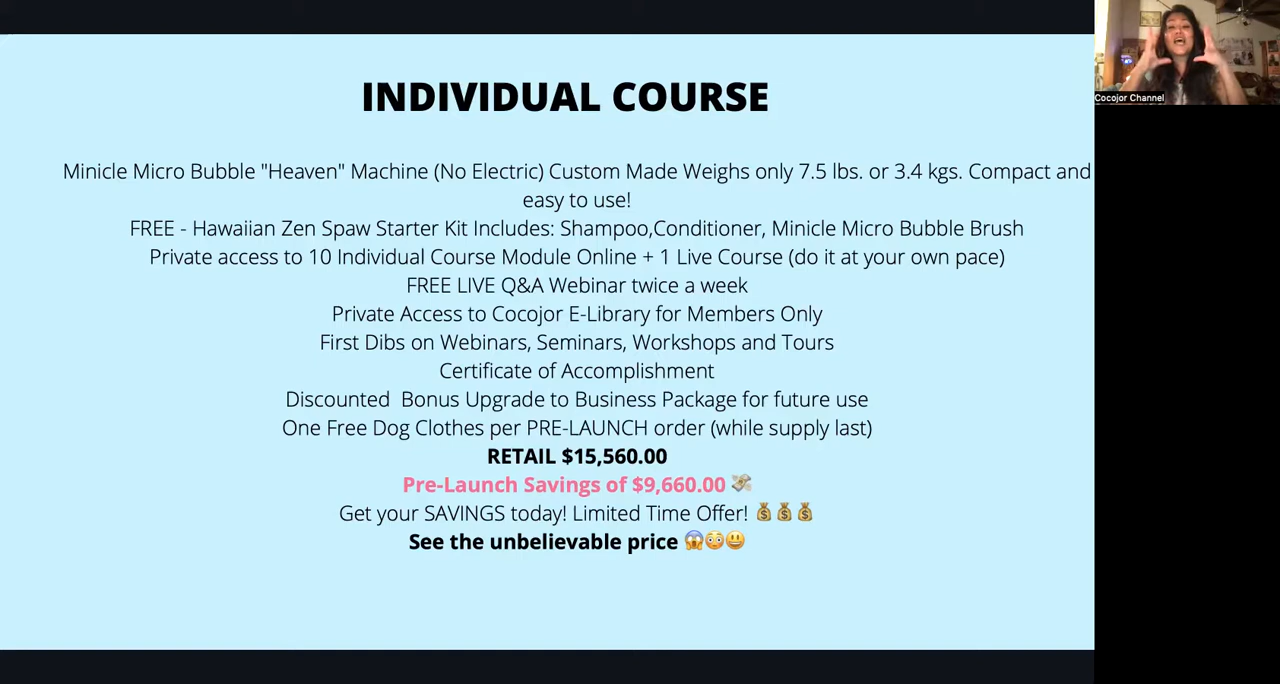 INDIVIDUAL COURSE
Minicle Micro Bubble "Heaven" Machine (No Electric) Custom Made Weighs only 7.5 lbs. or 3.4 kgs. Compact and
easy to use!
FREE - Hawaiian Zen Spaw Starter Kit Includes: Shampoo,Conditioner, Minicle Micro Bubble Brush
Private access to 10 Individual Course Module Online + 1 Live Course (do it at your own pace)
FREE LIVE Q&A Webinar twice a week
Private Access to Cocojor E-Library for Members Only
First Dibs on Webinars, Seminars, Workshops and Tours
Certificate of Accomplishment
Discounted  Bonus Upgrade to Business Package for future use
One Free Dog Clothes per PRE-LAUNCH order (while supply last)
RETAIL $15,560.00
Pre-Launch Savings of $9,660.00 💸
Get your SAVINGS today! Limited Time Offer! 💰💰💰
See the unbelievable price 😱😳😃
Cocojor Channel